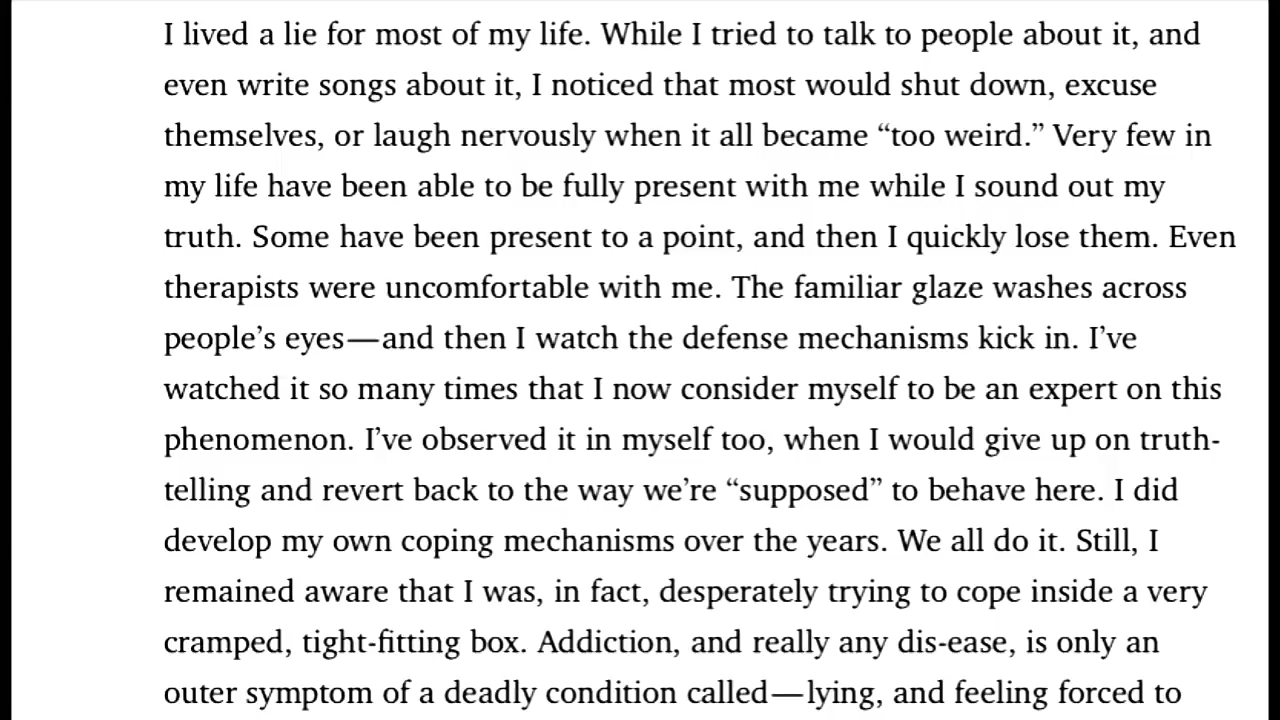 I lived a lie for most of my life. While I tried to talk to people about it, and
even write songs about it, I noticed that most would shut down, excuse
themselves, or laugh nervously when it all became “too weird.” Very few in
my life have been able to be fully present with me while I sound out my
truth. Some have been present to a point, and then I quickly lose them. Even
therapists were uncomfortable with me. The familiar glaze washes across
people’s eyes—and then I watch the defense mechanisms kick in. I’ve
watched it so many times that I now consider myself to be an expert on this
phenomenon. I’ve observed it in myself too, when I would give up on truth-
telling and revert back to the way we’re “supposed” to behave here. I did
develop my own coping mechanisms over the years. We all do it. Still, I
remained aware that I was, in fact, desperately trying to cope inside a very
cramped, tight-fitting box. Addiction, and really any dis-ease, is only an
outer symptom of a deadly condition called—lying, and feeling forced to